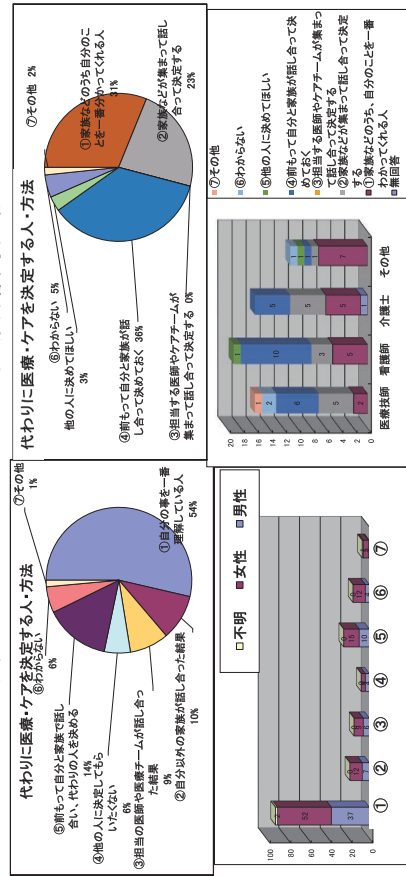 代わりに医療・ケアを決定する人・方法
⑦その他
1%
①自分の事を一番
理解している人
54%
②自分以外の家族が話し合った結果
10%
③担当の医師や医療チームが話し合っ
た結果
9%
④他の人に決定してもら
いたくない
6%
⑤前もって自分と家族で話し
合い、代わりの人を決める
14%
⑥わからない
6%
代わりに医療・ケアを決定する人・方法
⑦その他 2%
①家族などのうち自分のこ
とを一番分かってくれる人
31%
②家族などが集まって話し
合って決定する
23%
③担当する医師やケアチームが
集まって話し合って決定する 0%
④前もって自分と家族が話
し合って決めておく 36%
他の人に決めてほしい
3%
⑥わからない 5%
不明
女性
男性
100
80
60
40
20
0
52
37
12
7
9
6
15
10
12
4
① ② ③ ④ ⑤ ⑥ ⑦
20
18
16
14
12
10
8
6
4
2
0
1
2
6
5
2
1
10
3
5
5
5
5
1
1
1
1
7
医療技師
看護師
介護士
その他
⑦その他
⑥わからない
⑤他の人に決めてほしい
④前もって自分と家族が話し合って決
めておく
③担当する医師やケアチームが集まっ
て話し合って決定する
②家族などが集まって話し合って決定
する
①家族などのうち、自分のことを一番
わかってくれる人
無回答